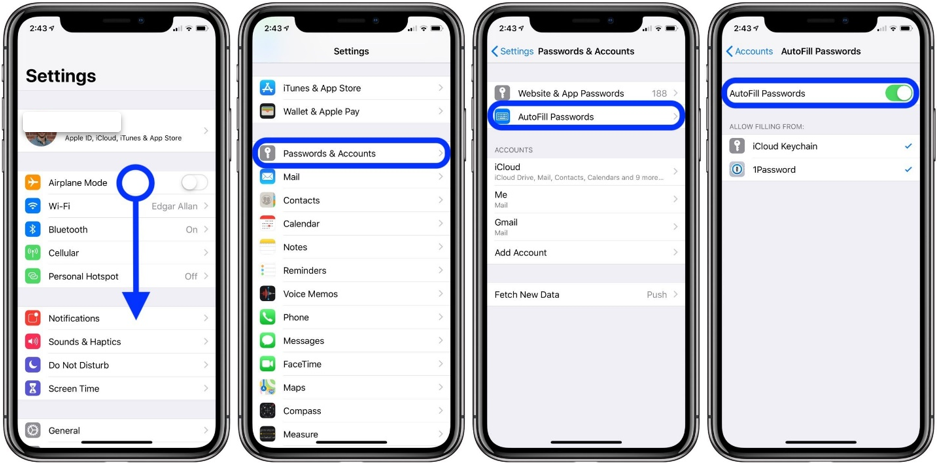 2:43
Settings
Apple ID, iCloud, iTunes & App Store
Airplane Mode
Wi-Fi Edgar Allan
Bluetooth On
Cellular
Personal Hotspot Off
Notifications
Sounds & Haptics
Do Not Disturb
Screen Time
General
2:43
Settings
iTunes & App Store
Wallet & Apple Pay
Passwords & Accounts
Mail
Contacts
Calendar
Notes
Reminders
Voice Memos
Phone
Messages
FaceTime
Maps
Compass
Measure
2:43
Settings Passwords & Accounts
Website & App Passwords 188
AutoFill Passwords
ACCOUNTS
iCloud
iCloud Drive, Mail, Contacts, Calendars and 9 more...
Me
Mail
Gmail
Mail
Add Account
Fetch New Data Push
2:43
Accounts AutoFill Passwords
AutoFill Passwords
ALLOW FILLING FROM:
iCloud Keychain
1Password